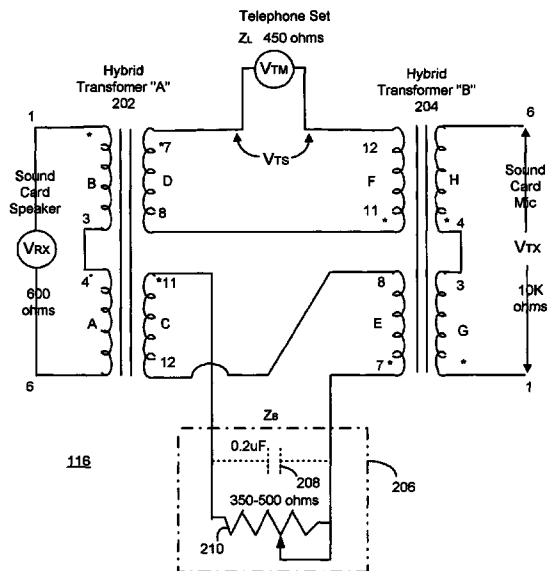 Telephone Set
ZL 450 ohms
VTM
Hybrid
Transfomer "A"
202
Hybrid
Transformer "B"
204
1
*
*7
VTS
12
6
Sound
Card
Speaker
B
D
F
H
Sound
Card
Mic
3
8
11
*
*
4
VRX
VTX
4*
*11
8
3
600
ohms
A
C
E
G
10K
ohms
12
7*
*
6
1
ZB
0.2uF
116
208
206
350-500 ohms
210